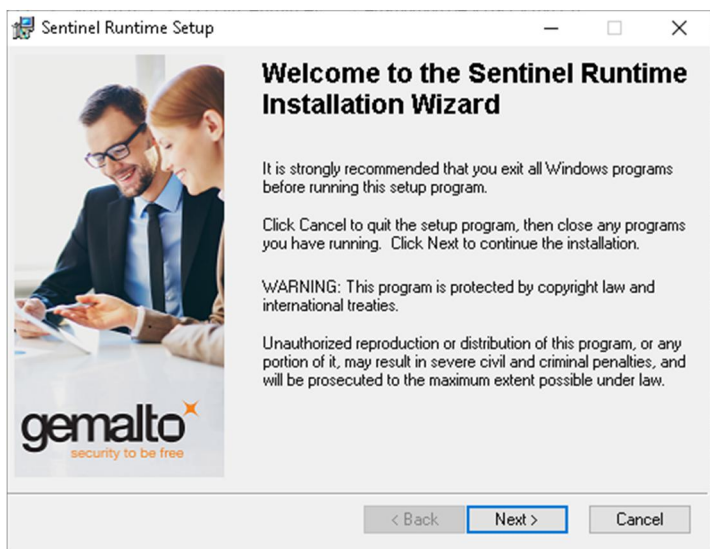 Sentinel Runtime Setup
Welcome to the Sentinel Runtime
Installation Wizard
It is strongly recommended that you exit all Windows programs
before running this setup program.
Click Cancel to quit the setup program, then close any programs
you have running. Click Next to continue the installation.
WARNING: This program is protected by copyright law and
international treaties.
Unauthorized reproduction or distribution of this program, or any
portion of it, may result in severe civil and criminal penalties, and
will be prosecuted to the maximum extent possible under law.
gemalto
security to be free
< Back
Next >
Cancel